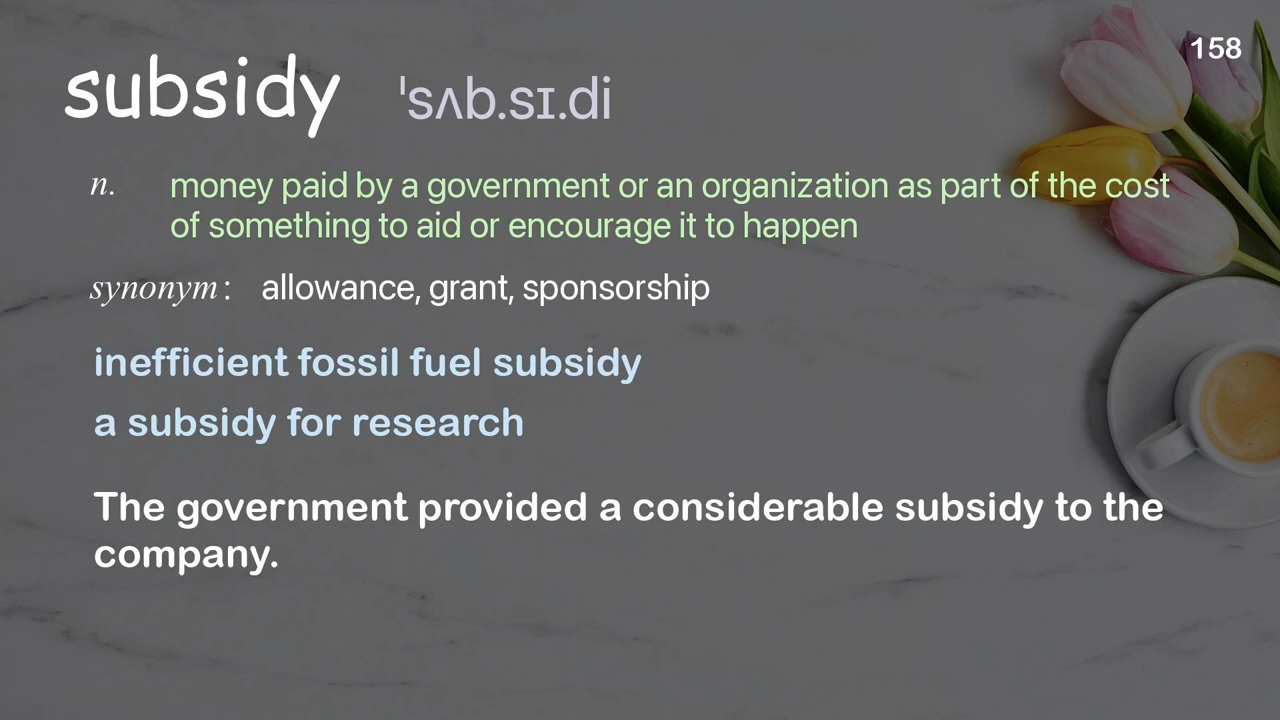 158
subsidy ˈsʌb.sɪ.di
n. money paid by a government or an organization as part of the cost
of something to aid or encourage it to happen
synonym: allowance, grant, sponsorship
inefficient fossil fuel subsidy
a subsidy for research
The government provided a considerable subsidy to the
company.